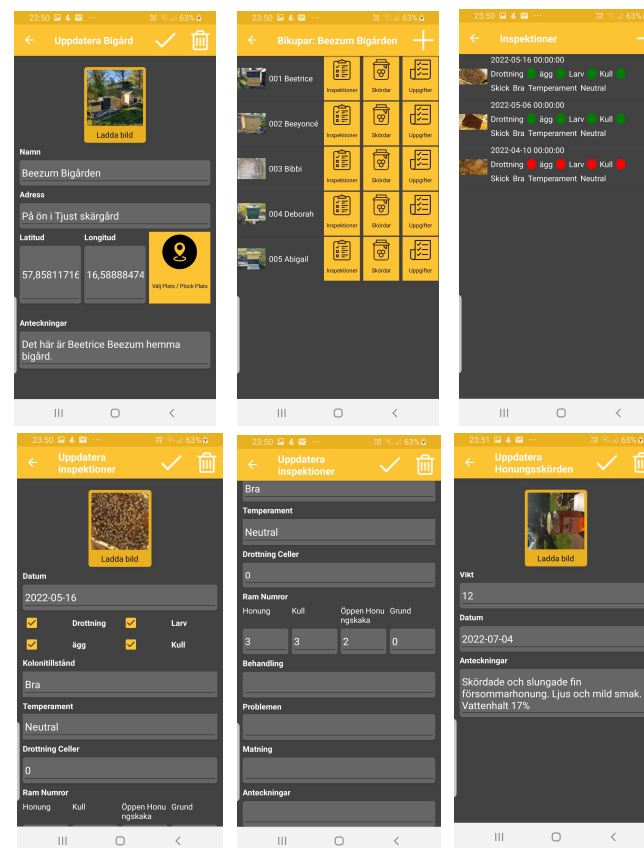 23:50 63%
Uppdatera Bigård
Ladda bild
Namn
Beezum Bigården
Adress
På ön i Tjust skärgård
Latitud Longitud
57,85811716 16,58888474
Välj Plats / Plock Plats
Anteckningar
Det här är Beetrice Beezum hemma
bigård.
23:50 63%
Bikupar: Beezum Bigården
001 Beetrice Inspektioner Skördar Uppgifter
002 Beeyoncé Inspektioner Skördar Uppgifter
003 Bibbi Inspektioner Skördar Uppgifter
004 Deborah Inspektioner Skördar Uppgifter
005 Abigail Inspektioner Skördar Uppgifter
23:50 63%
Inspektioner
2022-05-16 00:00:00
Drottning ägg Larv Kull
Skick Bra Temperament Neutral
2022-05-06 00:00:00
Drottning ägg Larv Kull
Skick Bra Temperament Neutral
2022-04-10 00:00:00
Drottning ägg Larv Kull
Skick Bra Temperament Neutral
23:50 63%
Uppdatera
inspektioner
Ladda bild
Datum
2022-05-16
Drottning Larv
ägg Kull
Kolonitillstånd
Bra
Temperament
Neutral
Drottning Celler
0
Ram Numror
Honung Kull Öppen Honu Grund
ngskaka
23:50 63%
Uppdatera
inspektioner
Bra
Temperament
Neutral
Drottning Celler
0
Ram Numror
Honung Kull Öppen Honu Grund
ngskaka
3 3 2 0
Behandling
Problemen
Matning
Anteckningar
23:51 63%
Uppdatera
Honungsskörden
Ladda bild
Vikt
12
Datum
2022-07-04
Anteckningar
Skördade och slungade fin
försommarhonung. Ljus och mild smak.
Vattenhalt 17%